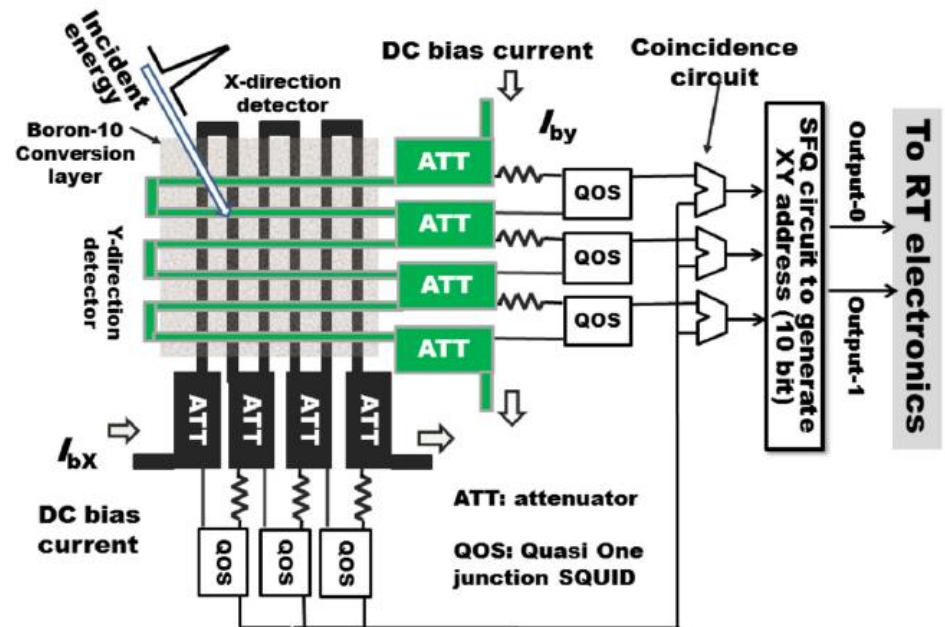 Incident
energy
Boron-10
Conversion
layer
X-direction
detector
DC bias current
Iby
Coincidence
circuit
Y-direction
detector
ATT
ATT
ATT
ATT
QOS
QOS
QOS
SFQ circuit to generate
XY address (10 bit)
Output-0
Output-1
To RT electronics
ATT
ATT
ATT
ATT
IbX
DC bias
current
QOS
QOS
QOS
ATT: attenuator
QOS: Quasi One
junction SQUID